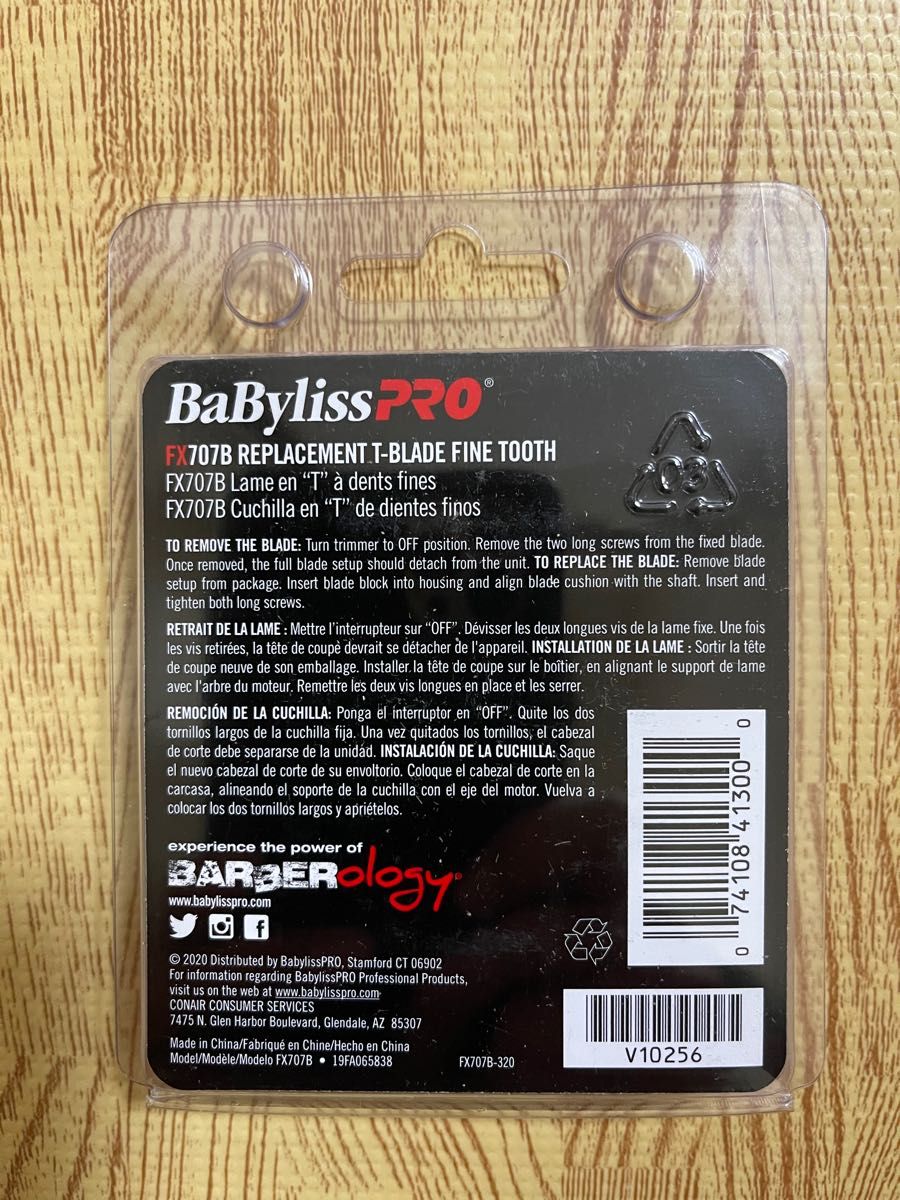 BaBylissPRO®
FX707B REPLACEMENT T-BLADE FINE TOOTH
FX707B Lame en “T” à dents fines
FX707B Cuchilla en “T” de dientes finos
03
TO REMOVE THE BLADE: Turn trimmer to OFF position. Remove the two long screws from the fixed blade.
Once removed, the full blade setup should detach from the unit. TO REPLACE THE BLADE: Remove blade
setup from package. Insert blade block into housing and align blade cushion with the shaft. Insert and
tighten both long screws.
RETRAIT DE LA LAME : Mettre l'interrupteur sur “OFF”. Dévisser les deux longues vis de la lame fixe. Une fois
les vis retirées, la tête de coupe devrait se détacher de l'appareil. INSTALLATION DE LA LAME : Sortir la tête
de coupe neuve de son emballage. Installer la tête de coupe sur le boîtier, en alignant le support de lame
avec l'arbre du moteur. Remettre les deux vis longues en place et les serrer.
REMOCIÓN DE LA CUCHILLA: Ponga el interruptor en “OFF”. Quite los dos
tornillos largos de la cuchilla fija. Una vez quitados los tornillos, el cabezal
de corte debe separarse de la unidad. INSTALACIÓN DE LA CUCHILLA: Saque
el nuevo cabezal de corte de su envoltorio. Coloque el cabezal de corte en la
carcasa, alineando el soporte de la cuchilla con el eje del motor. Vuelva a
colocar los dos tornillos largos y apriételos.
0 74108 41300 0
experience the power of
BARBERology
www.babylisspro.com
© 2020 Distributed by BabylissPRO, Stamford CT 06902
For information regarding BabylissPRO Professional Products,
visit us on the web at www.babylisspro.com
CONAIR CONSUMER SERVICES
7475 N. Glen Harbor Boulevard, Glendale, AZ 85307
Made in China/Fabriqué en Chine/Hecho en China
Model/Modèle/Modelo FX707B • 19FA065838
FX707B-320
V10256